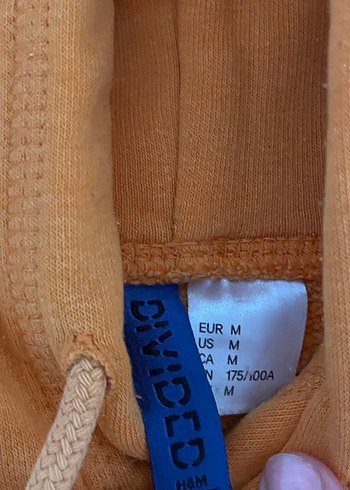 DIVIDED
H&M
EUR M
US M
CA M
N 175/100A
M